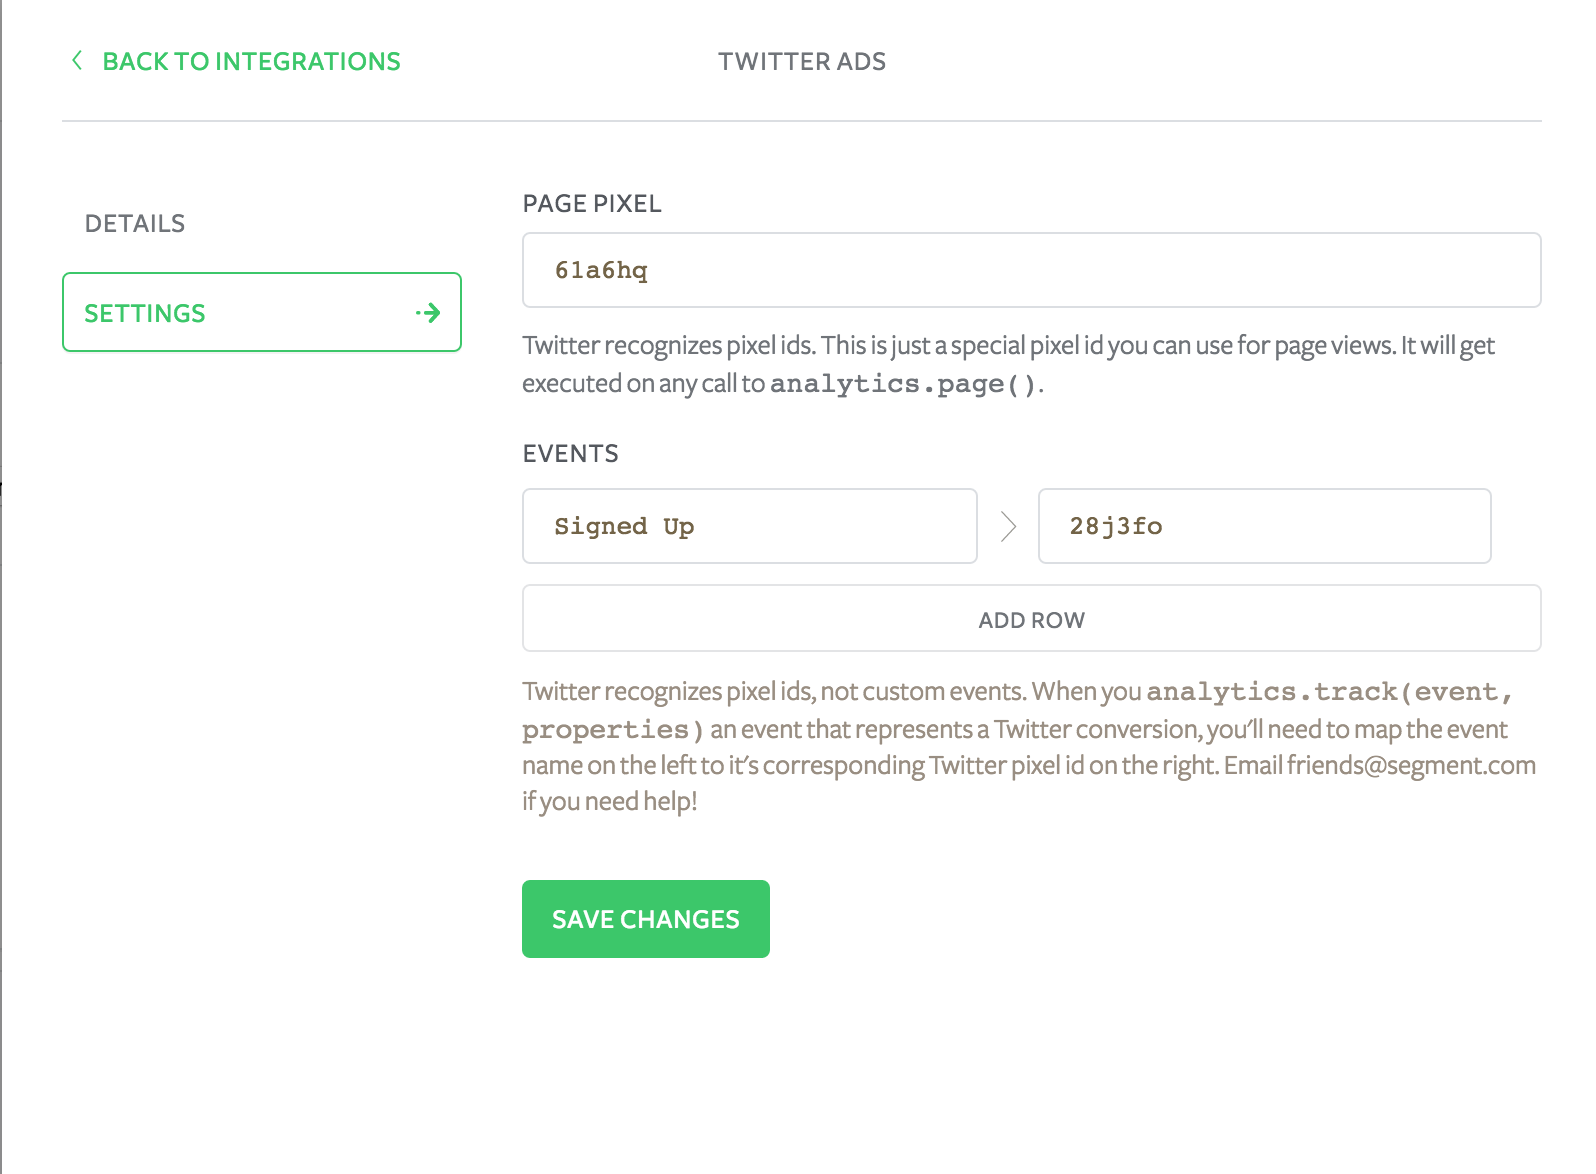 BACK TO INTEGRATIONS
TWITTER ADS
DETAILS
SETTINGS
PAGE PIXEL
61a6hq
Twitter recognizes pixel ids. This is just a special pixel id you can use for page views. It will get
executed on any call to analytics.page().
EVENTS
Signed Up
28j3fo
ADD ROW
Twitter recognizes pixel ids, not custom events. When you analytics.track(event,
properties) an event that represents a Twitter conversion, you'll need to map the event
name on the left to it's corresponding Twitter pixel id on the right. Email friends@segment.com
if you need help!
SAVE CHANGES